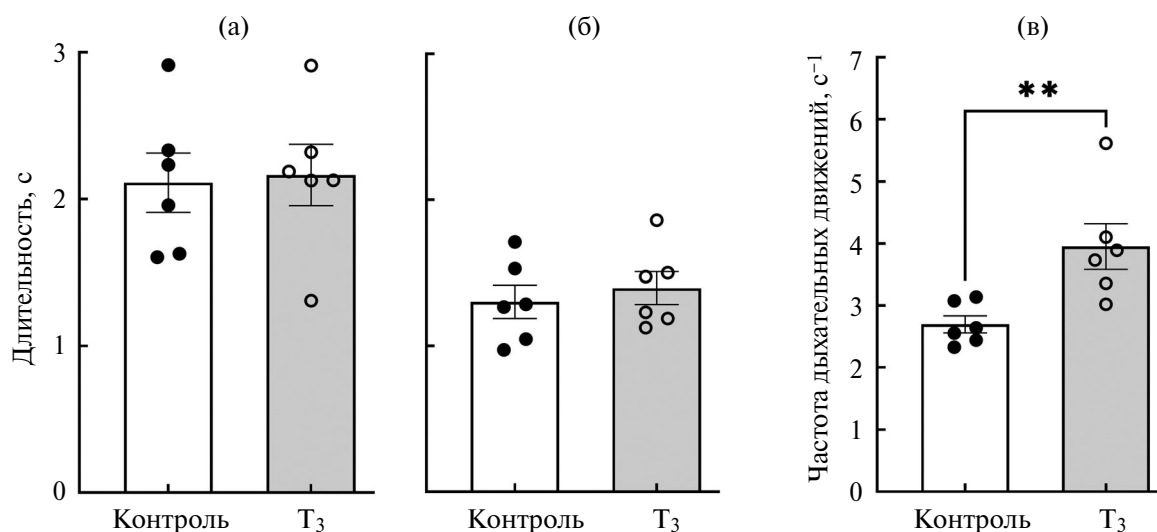 (а)
(б)
(в)
Длительность, с
3
2
1
0
Контроль
T₃
Контроль
T₃
Частота дыхательных движений, с⁻¹
7
6
5
4
3
2
1
0
**
Контроль
T₃